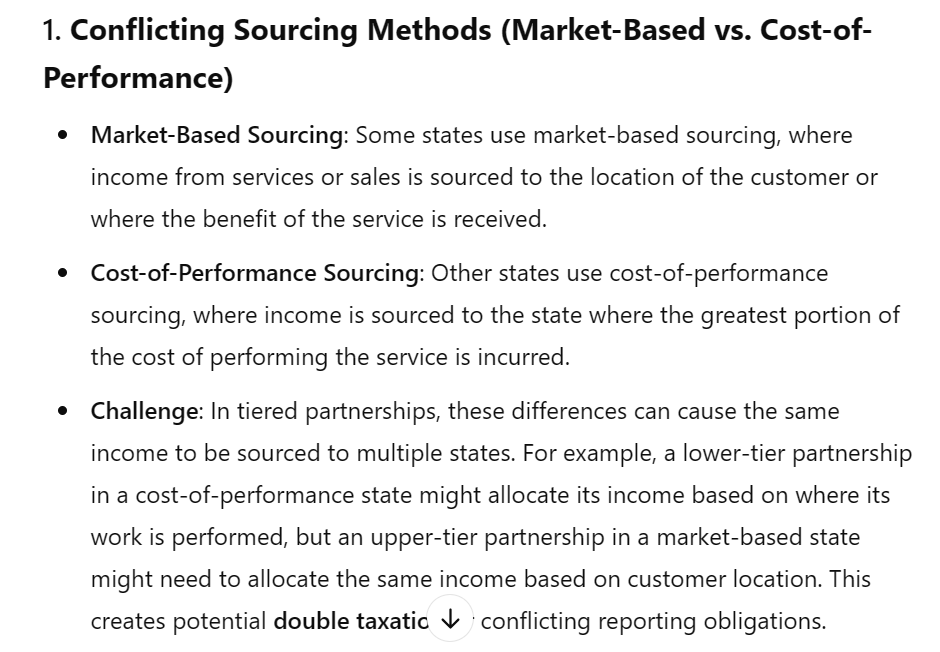 1. Conflicting Sourcing Methods (Market-Based vs. Cost-of-
Performance)
• Market-Based Sourcing: Some states use market-based sourcing, where
income from services or sales is sourced to the location of the customer or
where the benefit of the service is received.
• Cost-of-Performance Sourcing: Other states use cost-of-performance
sourcing, where income is sourced to the state where the greatest portion of
the cost of performing the service is incurred.
• Challenge: In tiered partnerships, these differences can cause the same
income to be sourced to multiple states. For example, a lower-tier partnership
in a cost-of-performance state might allocate its income based on where its
work is performed, but an upper-tier partnership in a market-based state
might need to allocate the same income based on customer location. This
creates potential double conflicting reporting obligations.